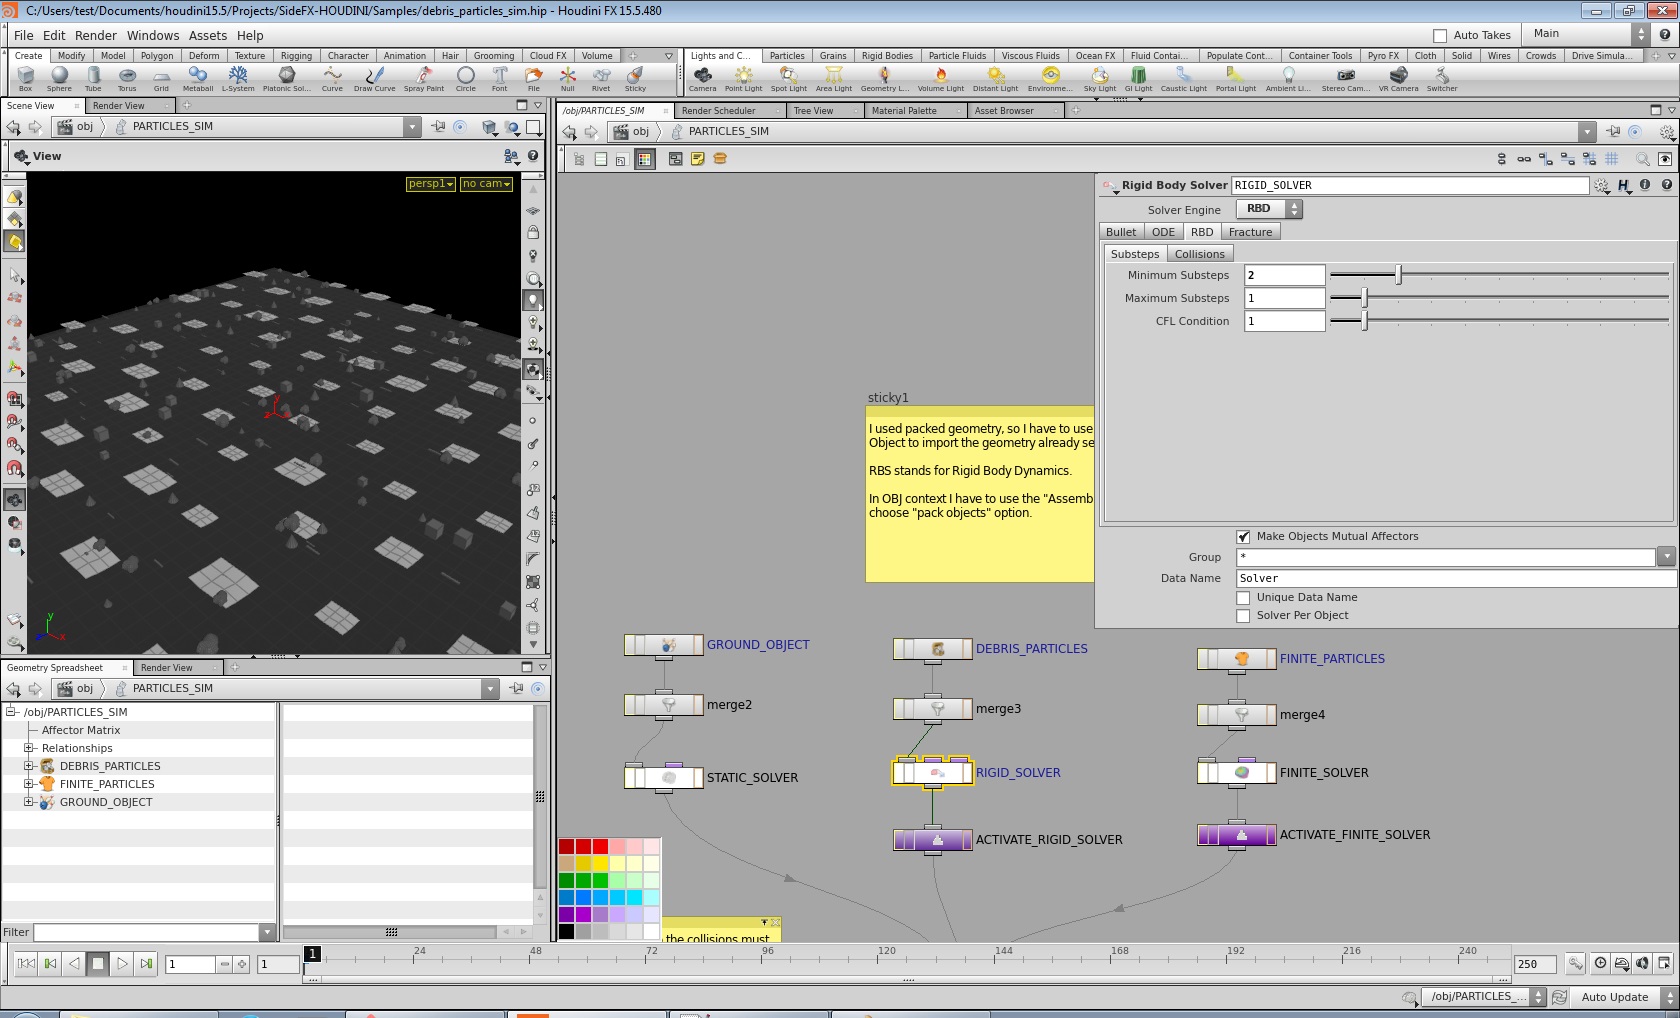 C:/Users/test/Documents/houdini15.5/Projects/SideFX-HOUDINI/Samples/debris_particles_sim.hip - Houdini FX 15.5.480
File Edit Render Windows Assets Help
Auto Takes Main
Create Modify Model Polygon Deform Texture Rigging Character Animation Hair Grooming Cloud FX Volume
Lights and C... Particles Grains Rigid Bodies Particle Fluids Viscous Fluids Ocean FX Fluid Contai... Populate Cont... Container Tools Pyro FX Cloth Solid Wires Crowds Drive Simula...
Box Sphere Tube Torus Grid Metaball L-System Platonic Sol... Curve Draw Curve Spray Paint Circle Font File Null Rivet Sticky
Camera Point Light Spot Light Area Light Geometry L... Volume Light Distant Light Environme... Sky Light GI Light Caustic Light Portal Light Ambient Li... Stereo Cam... VR Camera Switcher
Scene View Render View
/obj/PARTICLES_SIM Render Scheduler Tree View Material Palette Asset Browser
obj PARTICLES_SIM
obj PARTICLES_SIM
View
persp1 no cam
Rigid Body Solver RIGID_SOLVER
Solver Engine RBD
Bullet ODE RBD Fracture
Substeps Collisions
Minimum Substeps 2
Maximum Substeps 1
CFL Condition 1
Make Objects Mutual Affectors
Group *
Data Name Solver
Unique Data Name
Solver Per Object
sticky1
I used packed geometry, so I have to use
Object to import the geometry already se
RBS stands for Rigid Body Dynamics.
In OBJ context I have to use the "Assemb
choose "pack objects" option.
y
z x
GROUND_OBJECT
DEBRIS_PARTICLES
FINITE_PARTICLES
merge2
merge3
merge4
STATIC_SOLVER
RIGID_SOLVER
FINITE_SOLVER
ACTIVATE_RIGID_SOLVER
ACTIVATE_FINITE_SOLVER
the collisions must
Geometry Spreadsheet Render View
obj PARTICLES_SIM
/obj/PARTICLES_SIM
Affector Matrix
Relationships
DEBRIS_PARTICLES
FINITE_PARTICLES
GROUND_OBJECT
Filter
1 1 1 24 48 72 96 120 144 168 192 216 240 250
/obj/PARTICLES_... Auto Update